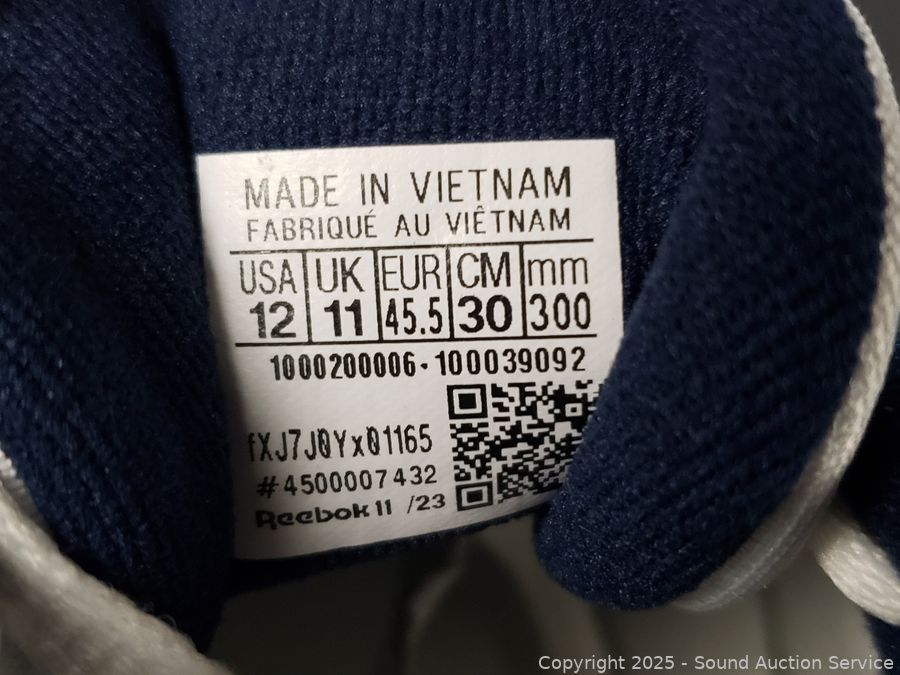 MADE IN VIETNAM
FABRIQUÉ AU VIÊTNAM
USA UK EUR CM mm
12 11 45.5 30 300
1000200006·100039092
fXJ7J0Yx01165
#4500007432
Reebok 11 /23
Copyright 2025 - Sound Auction Service